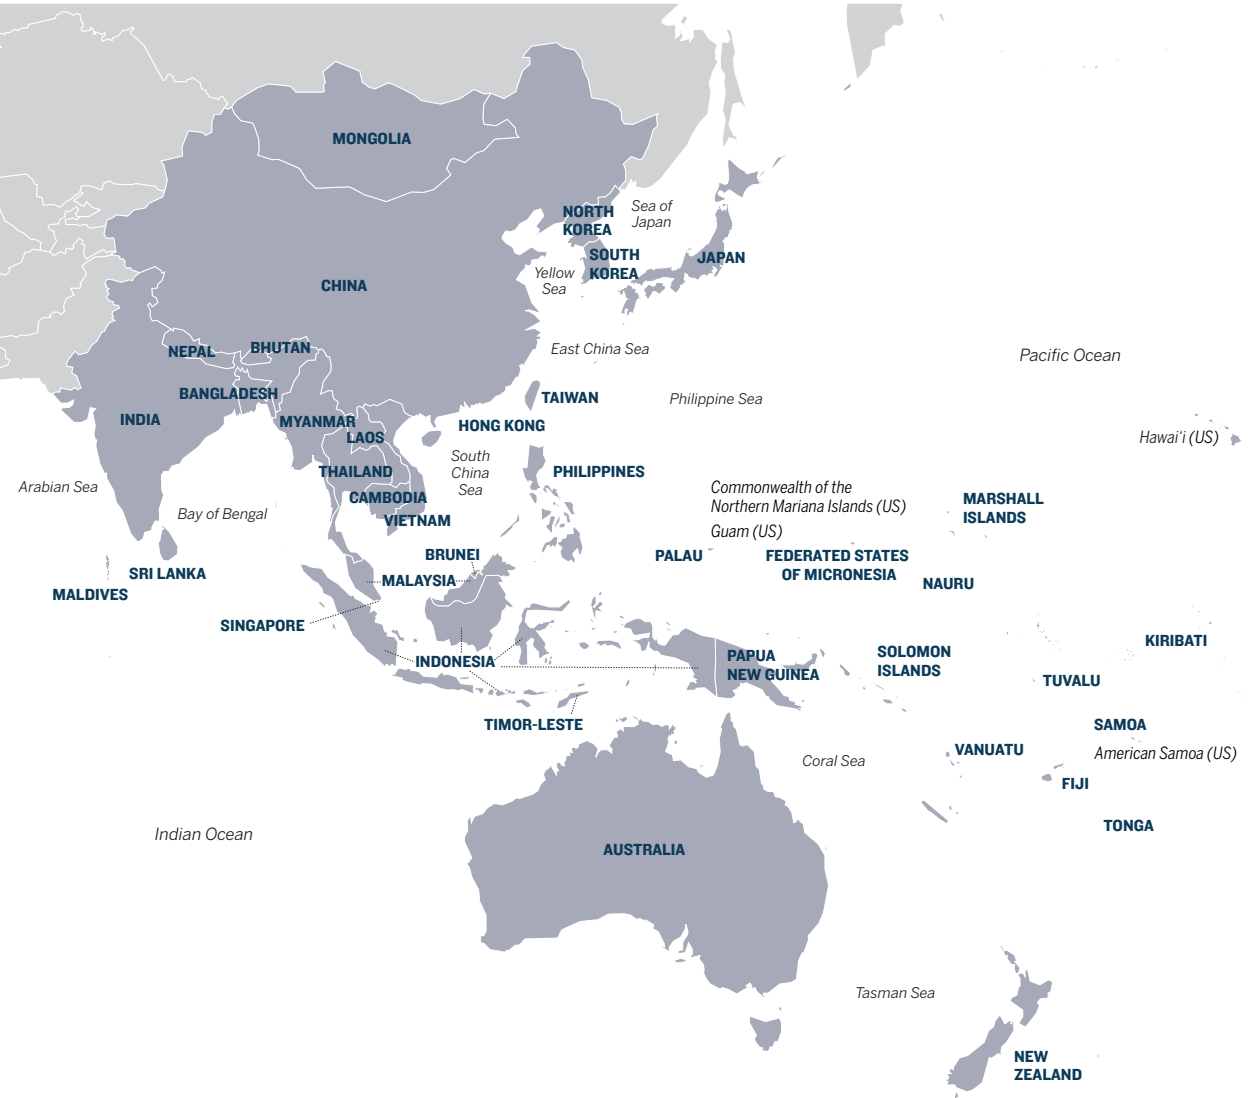 MONGOLIA
NORTH
KOREA
Sea of
Japan
SOUTH
KOREA
JAPAN
Yellow
Sea
CHINA
East China Sea
Pacific Ocean
NEPAL
BHUTAN
BANGLADESH
TAIWAN
Philippine Sea
INDIA
MYANMAR
HONG KONG
LAOS
Hawai‘i (US)
South
China
Sea
THAILAND
PHILIPPINES
Arabian Sea
CAMBODIA
Commonwealth of the
Northern Mariana Islands (US)
MARSHALL
ISLANDS
Bay of Bengal
VIETNAM
Guam (US)
BRUNEI
PALAU
FEDERATED STATES
OF MICRONESIA
SRI LANKA
MALAYSIA
NAURU
MALDIVES
SINGAPORE
KIRIBATI
INDONESIA
PAPUA
NEW GUINEA
SOLOMON
ISLANDS
TUVALU
TIMOR-LESTE
SAMOA
VANUATU
American Samoa (US)
Coral Sea
FIJI
TONGA
Indian Ocean
AUSTRALIA
Tasman Sea
NEW
ZEALAND